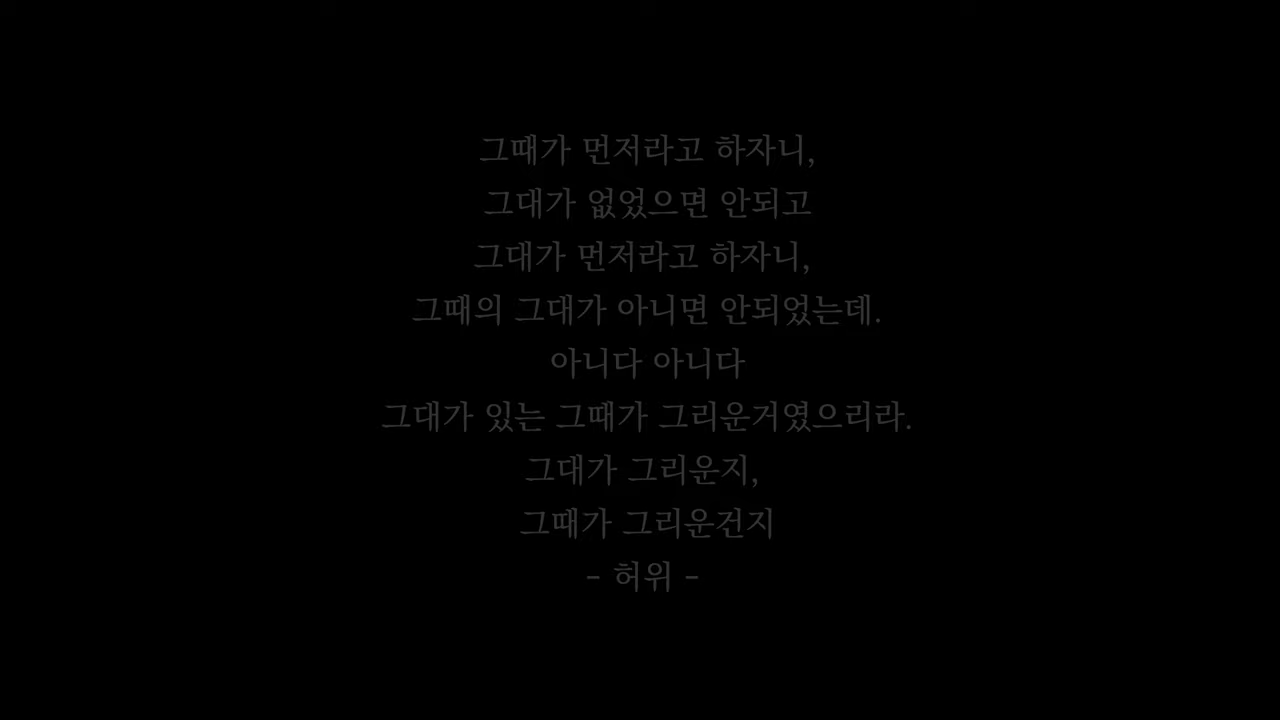 그때가 먼저라고 하자니,
그대가 없었으면 안되고
그대가 먼저라고 하자니,
그때의 그대가 아니면 안되었는데.
아니다 아니다
그대가 있는 그때가 그리운거였으리라.
그대가 그리운지,
그때가 그리운건지
- 허위 -